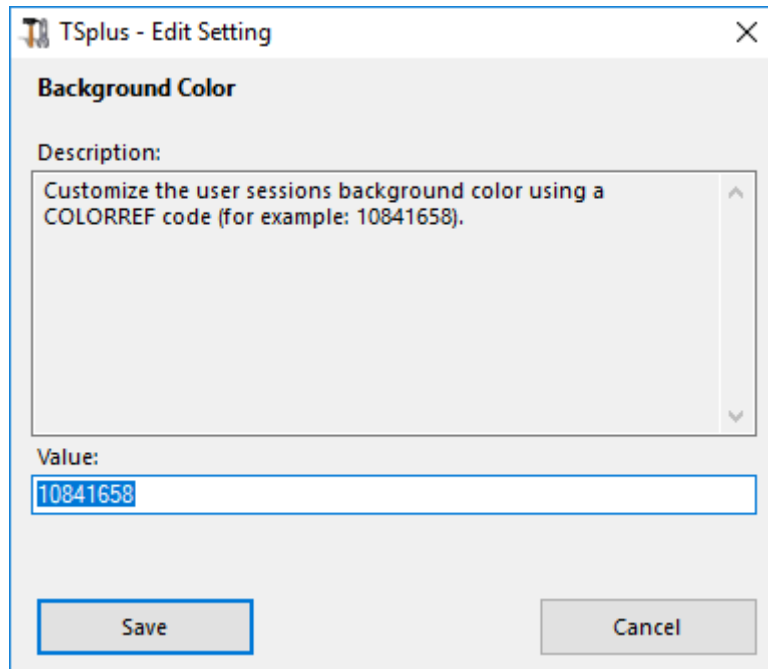 TSplus - Edit Setting
Background Color
Description:
Customize the user sessions background color using a
COLORREF code (for example: 10841658).
Value:
10841658
Save
Cancel